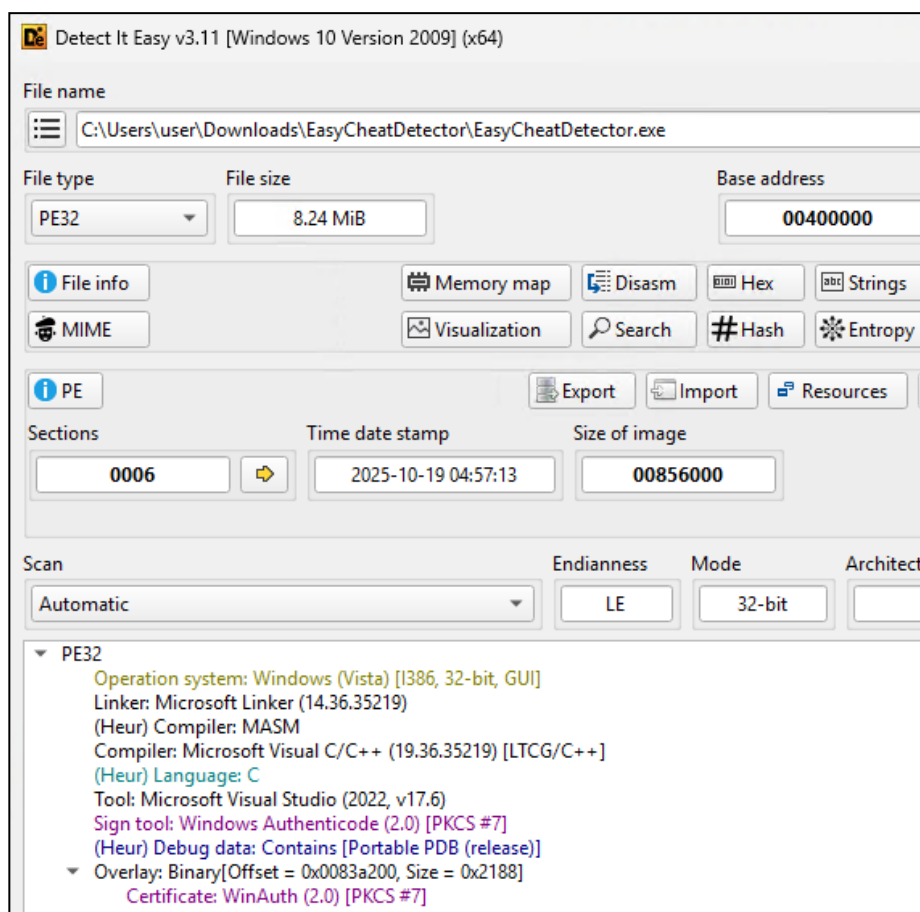 Detect It Easy v3.11 [Windows 10 Version 2009] (x64)
File name
C:\Users\user\Downloads\EasyCheatDetector\EasyCheatDetector.exe
File type File size Base address
PE32 8.24 MiB 00400000
File info Memory map Disasm Hex Strings
MIME Visualization Search Hash Entropy
PE Export Import Resources
Sections Time date stamp Size of image
0006 2025-10-19 04:57:13 00856000
Scan Endianness Mode Architect
Automatic LE 32-bit
PE32
Operation system: Windows (Vista) [I386, 32-bit, GUI]
Linker: Microsoft Linker (14.36.35219)
(Heur) Compiler: MASM
Compiler: Microsoft Visual C/C++ (19.36.35219) [LTCG/C++]
(Heur) Language: C
Tool: Microsoft Visual Studio (2022, v17.6)
Sign tool: Windows Authenticode (2.0) [PKCS #7]
(Heur) Debug data: Contains [Portable PDB (release)]
Overlay: Binary[Offset = 0x0083a200, Size = 0x2188]
Certificate: WinAuth (2.0) [PKCS #7]